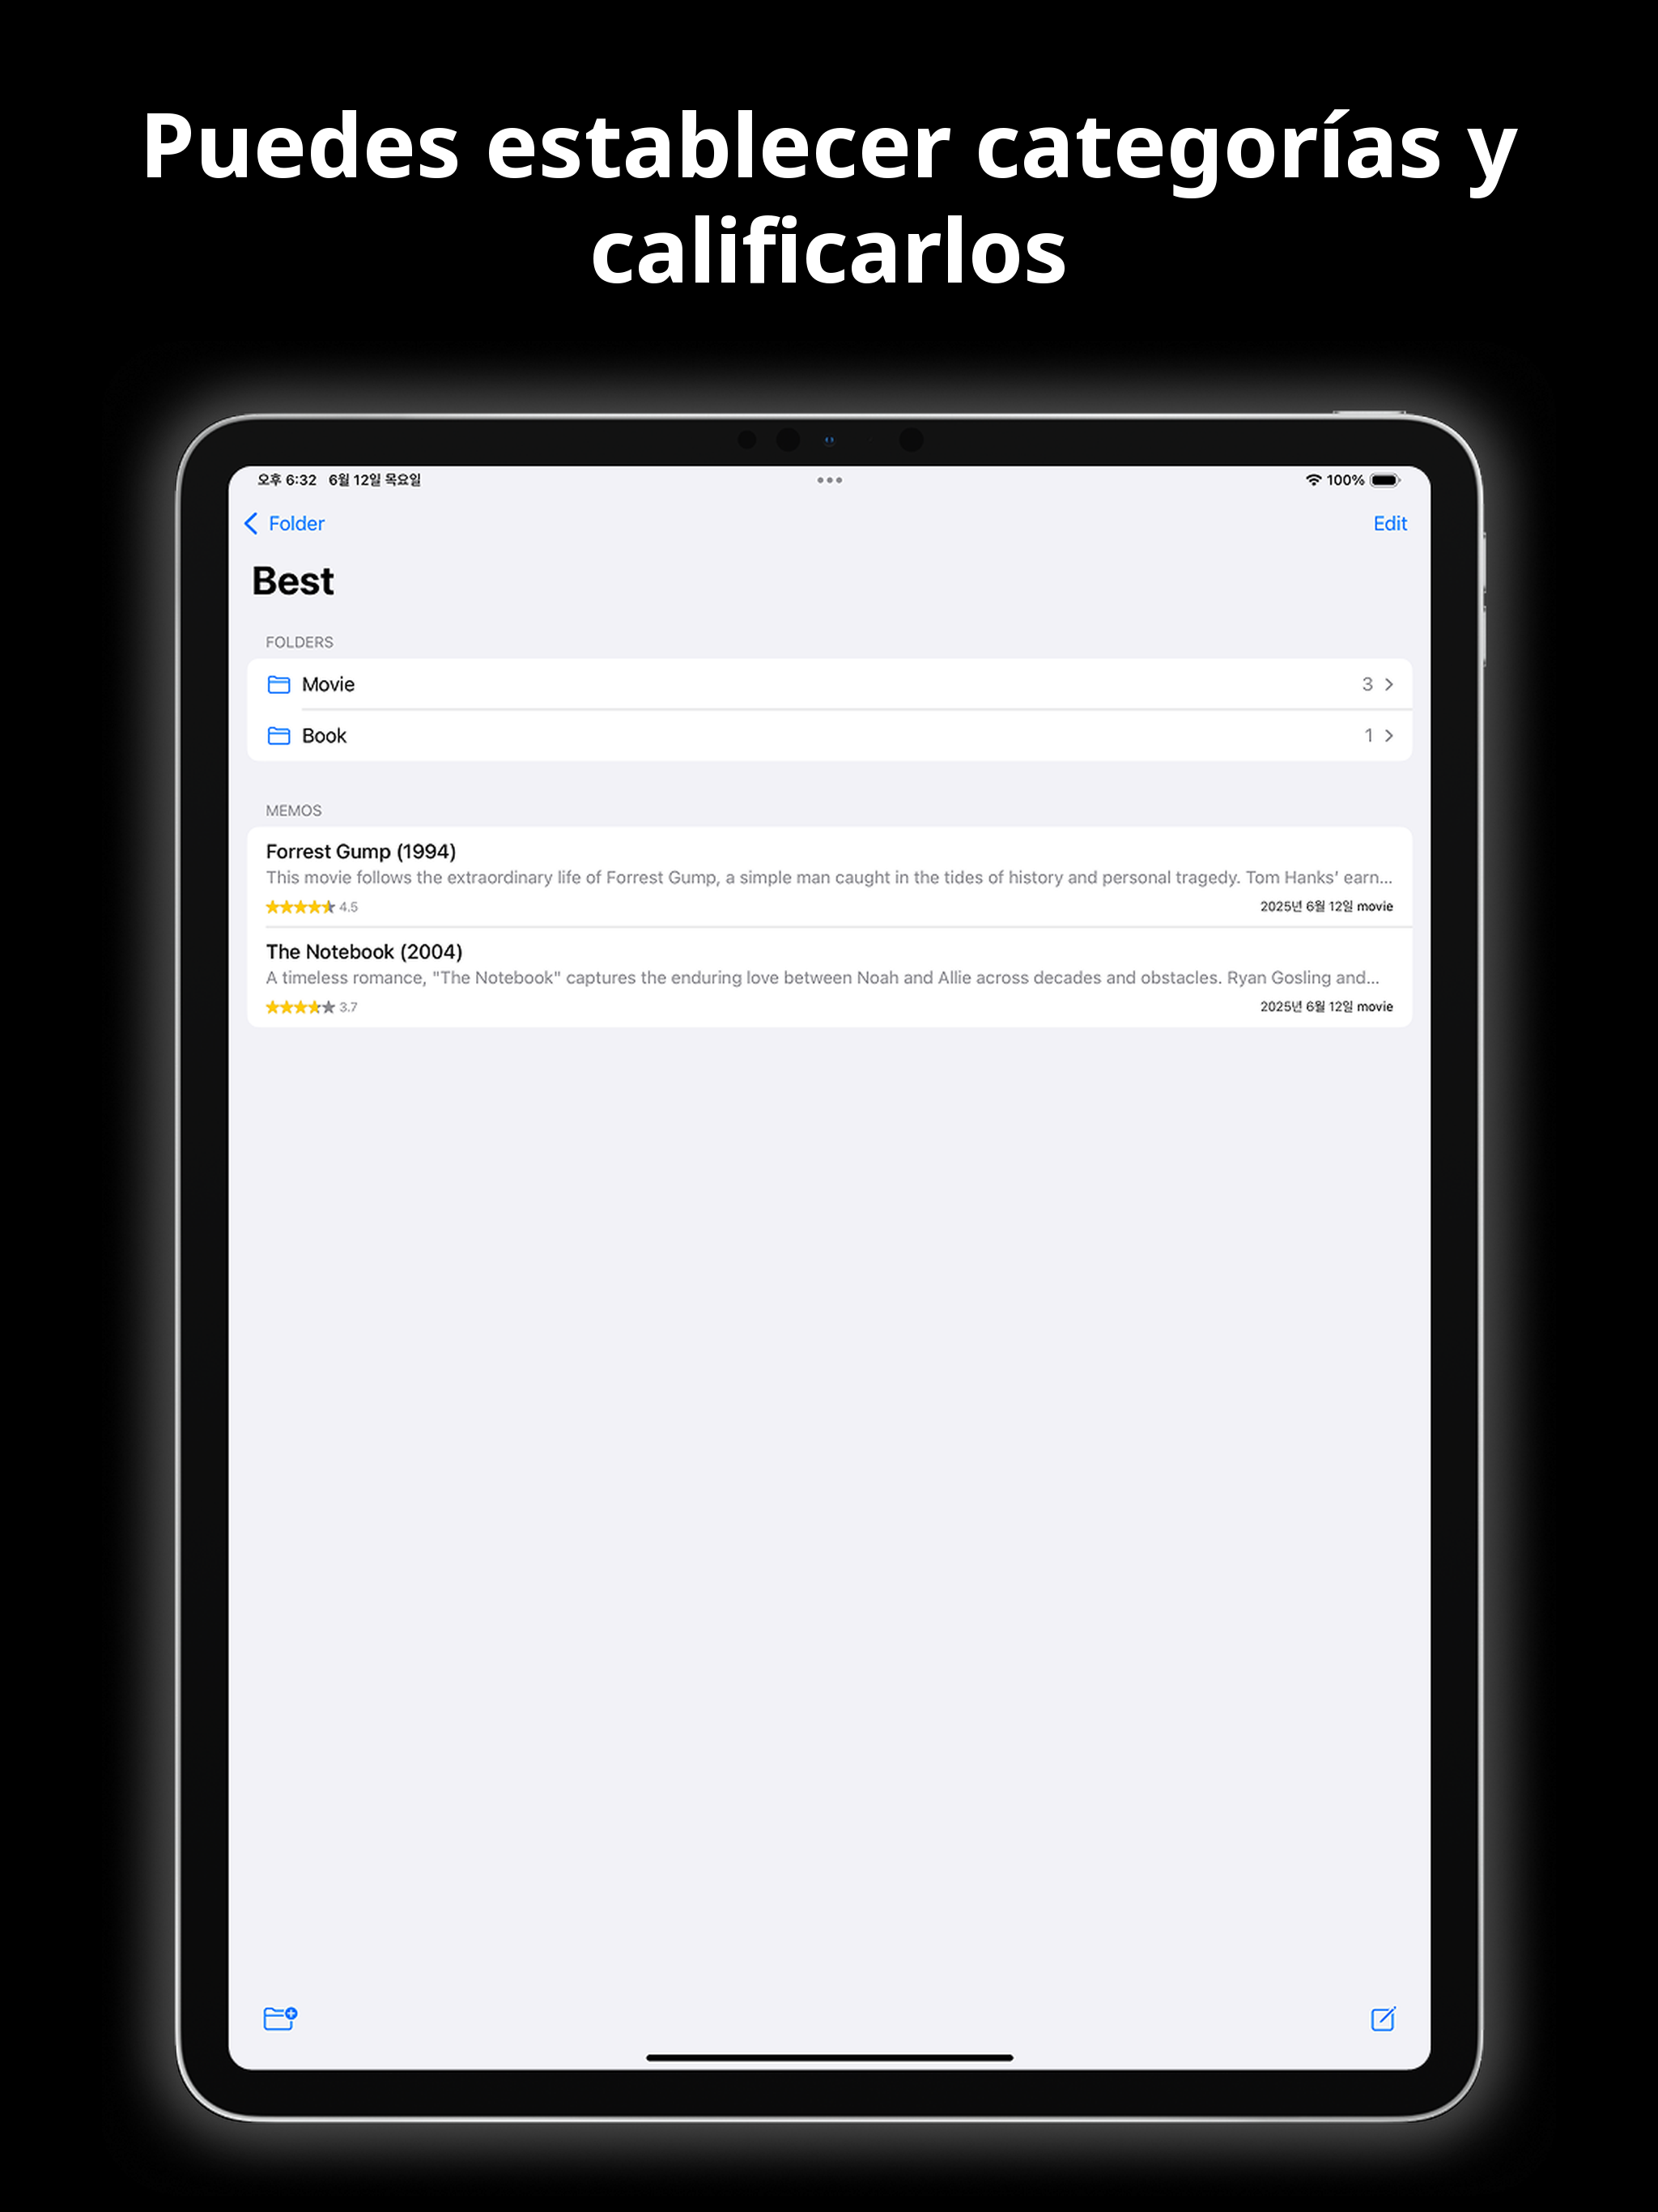 Puedes establecer categorías y
calificarlos
오후 6:32 6월 12일 목요일
100%
Folder
Edit
Best
FOLDERS
Movie 3
Book 1
MEMOS
Forrest Gump (1994)
This movie follows the extraordinary life of Forrest Gump, a simple man caught in the tides of history and personal tragedy. Tom Hanks’ earn...
4.5 2025년 6월 12일 movie
The Notebook (2004)
A timeless romance, "The Notebook" captures the enduring love between Noah and Allie across decades and obstacles. Ryan Gosling and...
3.7 2025년 6월 12일 movie